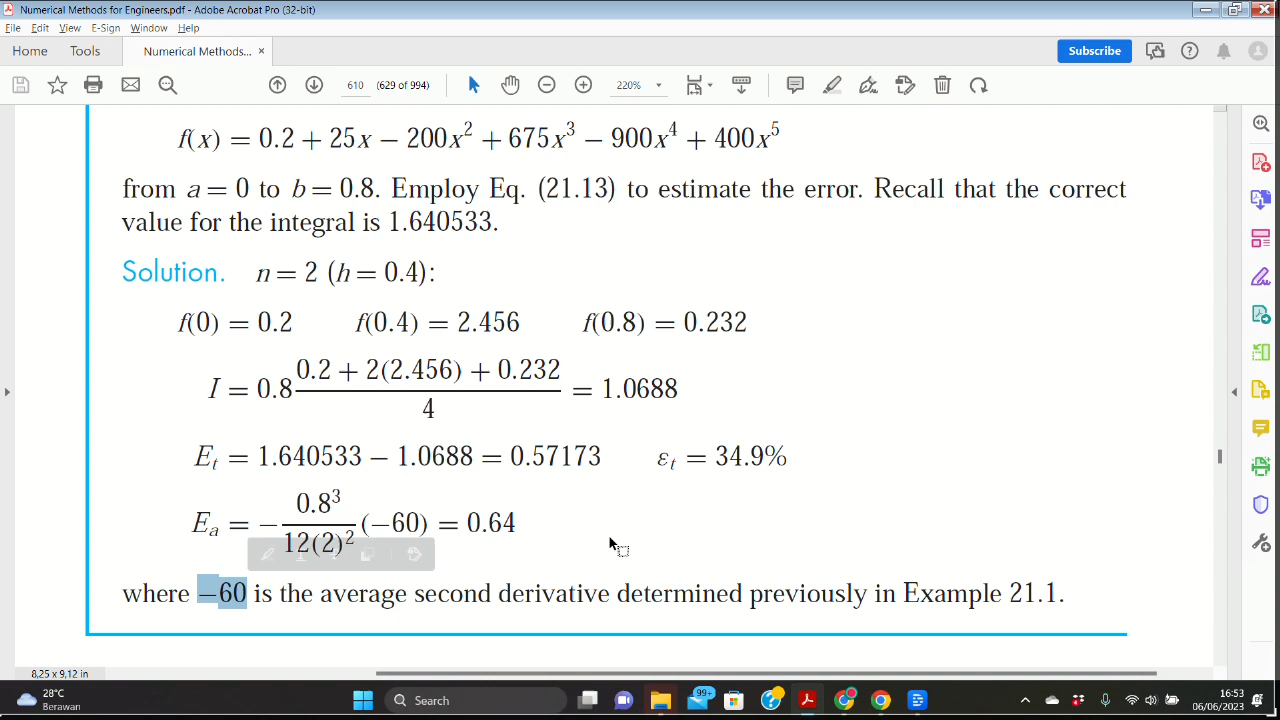 Numerical Methods for Engineers.pdf - Adobe Acrobat Pro (32-bit)
File Edit View E-Sign Window Help
Home Tools Numerical Methods... × Subscribe
610 (629 of 994) 220%
f(x) = 0.2 + 25x − 200x² + 675x³ − 900x⁴ + 400x⁵
from a = 0 to b = 0.8. Employ Eq. (21.13) to estimate the error. Recall that the correct
value for the integral is 1.640533.
Solution. n = 2 (h = 0.4):
f(0) = 0.2 f(0.4) = 2.456 f(0.8) = 0.232
I = 0.8 (0.2 + 2(2.456) + 0.232)/4 = 1.0688
Eₜ = 1.640533 − 1.0688 = 0.57173 εₜ = 34.9%
Eₐ = − 0.8³/12(2)² (−60) = 0.64
where −60 is the average second derivative determined previously in Example 21.1.
8,25 x 9,12 in
28°C
Berawan
Search
99+
16:53
06/06/2023